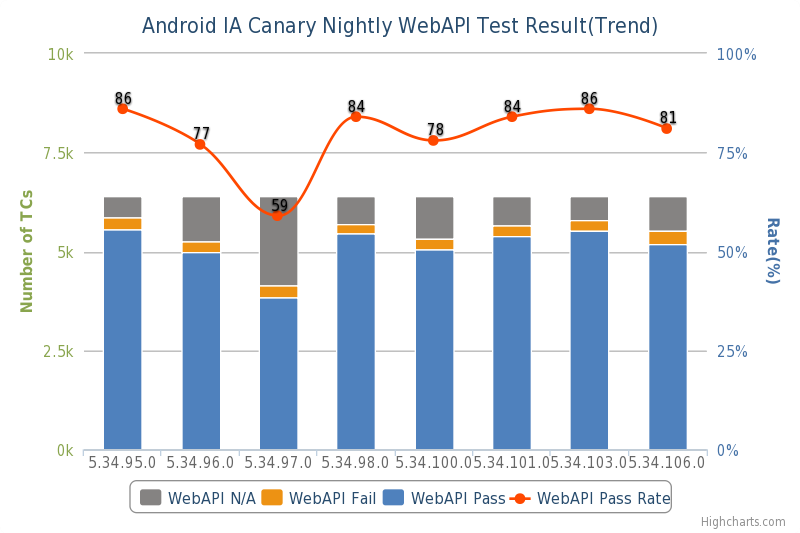 Android IA Canary Nightly WebAPI Test Result(Trend)
10k
100%
86
77
59
84
78
84
86
81
7.5k
75%
Number of TCs
Rate(%)
5k
50%
2.5k
25%
0k
0%
5.34.95.0 5.34.96.0 5.34.97.0 5.34.98.0 5.34.100.0 5.34.101.0 5.34.103.0 5.34.106.0
WebAPI N/A WebAPI Fail WebAPI Pass WebAPI Pass Rate
Highcharts.com